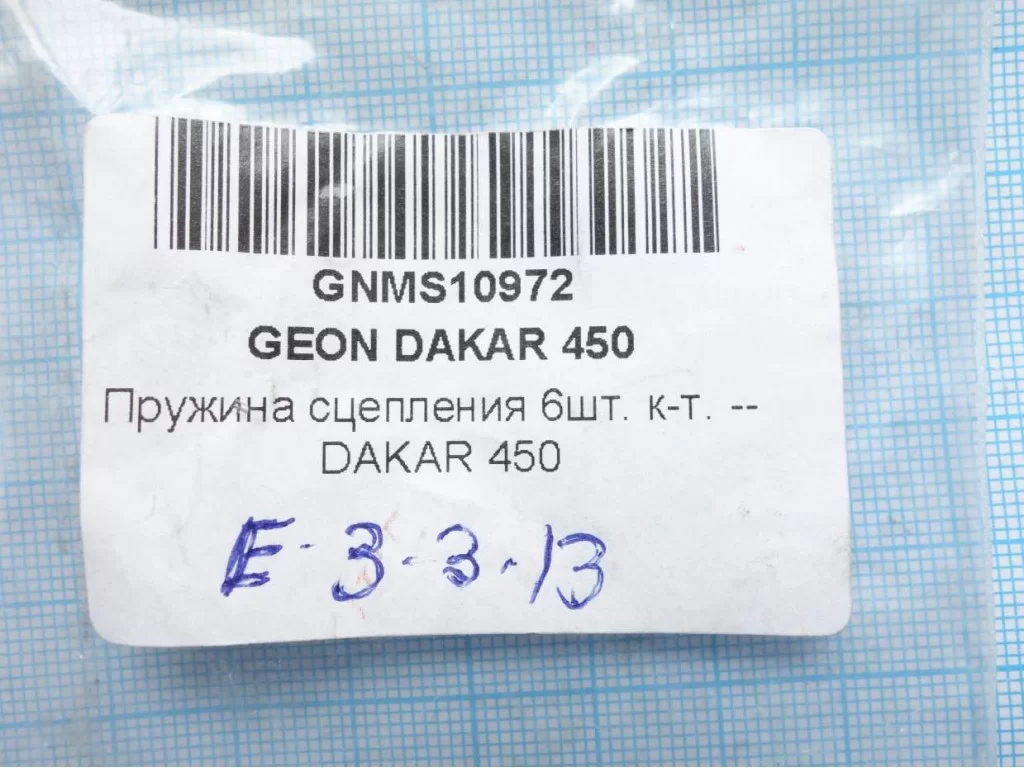 GNMS10972
GEON DAKAR 450
Пружина сцепления 6шт. к-т. --
DAKAR 450
E-3-3-13